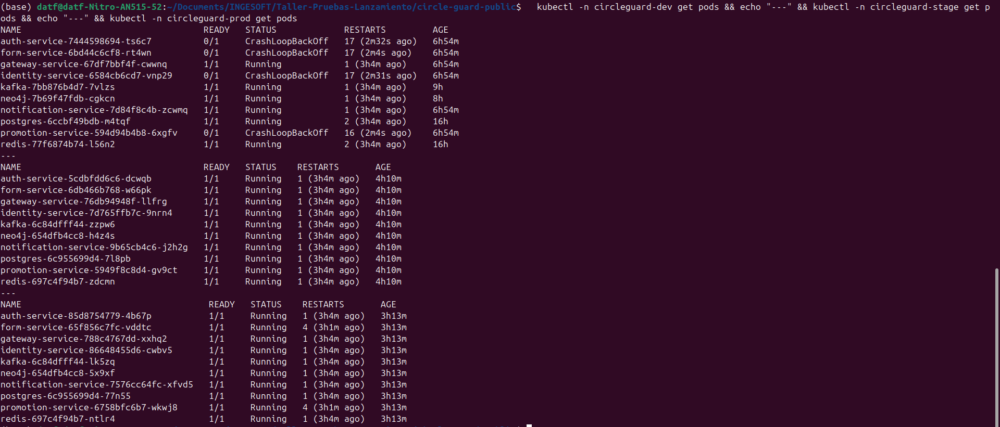 (base) datf@datf-Nitro-AN515-52:~/Documents/INGESOFT/Taller-Pruebas-Lanzamiento/circle-guard-public$   kubectl -n circleguard-dev get pods && echo "---" && kubectl -n circleguard-stage get p
ods && echo "---" && kubectl -n circleguard-prod get pods
NAME                                   READY   STATUS             RESTARTS         AGE
auth-service-7444598694-ts6c7          0/1     CrashLoopBackOff   17 (2m32s ago)   6h54m
form-service-6bd44c6cf8-rt4wn          0/1     CrashLoopBackOff   17 (2m4s ago)    6h54m
gateway-service-67df7bbf4f-cwwnq       1/1     Running            1 (3h4m ago)     6h54m
identity-service-6584cb6cd7-vnp29      0/1     CrashLoopBackOff   17 (2m31s ago)   6h54m
kafka-7bb876b4d7-7vlzs                 1/1     Running            1 (3h4m ago)     9h
neo4j-7b69f47fdb-cgkcn                 1/1     Running            1 (3h4m ago)     8h
notification-service-7d84f8c4b-zcwmq   1/1     Running            1 (3h4m ago)     6h54m
postgres-6ccbf49bdb-m4tqf              1/1     Running            2 (3h4m ago)     16h
promotion-service-594d94b4b8-6xgfv     0/1     CrashLoopBackOff   16 (2m4s ago)    6h54m
redis-77f6874b74-l56n2                 1/1     Running            2 (3h4m ago)     16h
---
NAME                                   READY   STATUS    RESTARTS       AGE
auth-service-5cdbfdd6c6-dcwqb          1/1     Running   1 (3h4m ago)   4h10m
form-service-6db466b768-w66pk          1/1     Running   1 (3h4m ago)   4h10m
gateway-service-76db94948f-llfrg       1/1     Running   1 (3h4m ago)   4h10m
identity-service-7d765ffb7c-9nrn4      1/1     Running   1 (3h4m ago)   4h10m
kafka-6c84dfff44-zzpw6                 1/1     Running   1 (3h4m ago)   4h10m
neo4j-654dfb4cc8-h4z4s                 1/1     Running   1 (3h4m ago)   4h10m
notification-service-9b65cb4c6-j2h2g   1/1     Running   1 (3h4m ago)   4h10m
postgres-6c955699d4-7l8pb              1/1     Running   1 (3h4m ago)   4h10m
promotion-service-5949f8c8d4-gv9ct     1/1     Running   1 (3h4m ago)   4h10m
redis-697c4f94b7-zdcmn                 1/1     Running   1 (3h4m ago)   4h10m
---
NAME                                    READY   STATUS    RESTARTS       AGE
auth-service-85d8754779-4b67p           1/1     Running   1 (3h4m ago)   3h13m
form-service-65f856c7fc-vddtc           1/1     Running   4 (3h1m ago)   3h13m
gateway-service-788c4767dd-xxhq2        1/1     Running   1 (3h4m ago)   3h13m
identity-service-86648455d6-cwbv5       1/1     Running   1 (3h4m ago)   3h13m
kafka-6c84dfff44-lk5zq                  1/1     Running   1 (3h4m ago)   3h13m
neo4j-654dfb4cc8-5x9xf                  1/1     Running   1 (3h4m ago)   3h13m
notification-service-7576cc64fc-xfvd5   1/1     Running   1 (3h4m ago)   3h13m
postgres-6c955699d4-77n55               1/1     Running   1 (3h4m ago)   3h13m
promotion-service-6758bfc6b7-wkwj8      1/1     Running   4 (3h1m ago)   3h13m
redis-697c4f94b7-ntlr4                  1/1     Running   1 (3h4m ago)   3h13m